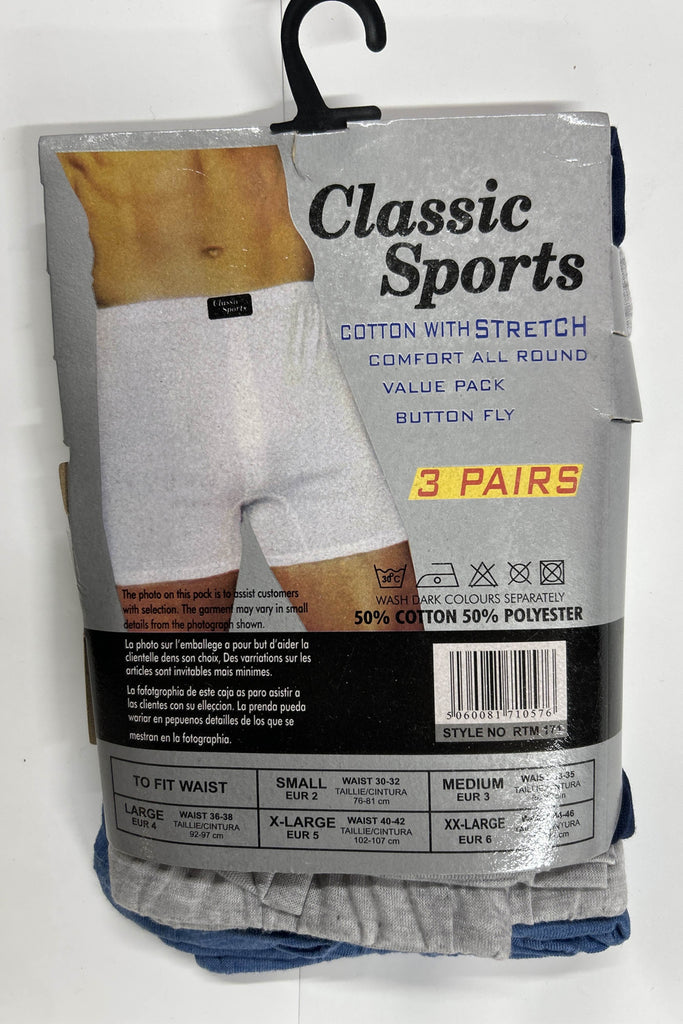 Classic
Sports
Classic
Sports
COTTON WITH STRETCH
COMFORT ALL ROUND
VALUE PACK
BUTTON FLY
3 PAIRS
30°C
WASH DARK COLOURS SEPARATELY
50% COTTON 50% POLYESTER
The photo on this pack is to assist customers
with selection. The garment may vary in small
details from the photograph shown.
La photo sur l'emballege a pour but d'aider la
clientelle dens son choix, Des varriations sur les
articles sont invitables mais minimes.
La fofotgrophia de este caja as paro asistir a
las clientes con su elleccion. La prenda pueda
wariar en pepuenos detailles de los que se
mestran en la fotographia.
5 060081 710576
STYLE NO RTM 171
TO FIT WAIST
SMALL WAIST 30-32
EUR 2 TAILLIE/CINTURA
76-81 cm
MEDIUM
EUR 3
LARGE WAIST 36-38
EUR 4 TAILLIE/CINTURA
92-97 cm
X-LARGE WAIST 40-42
EUR 5 TAILLIE/CINTURA
102-107 cm
XX-LARGE
EUR 6